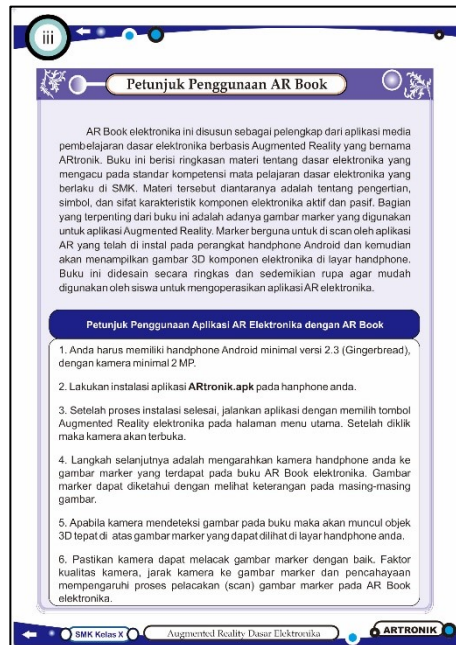 iii
Petunjuk Penggunaan AR Book
AR Book elektronika ini disusun sebagai pelengkap dari aplikasi media
pembelajaran dasar elektronika berbasis Augmented Reality yang bernama
ARtronik. Buku ini berisi ringkasan materi tentang dasar elektronika yang
mengacu pada standar kompetensi mata pelajaran dasar elektronika yang
berlaku di SMK. Materi tersebut diantaranya adalah tentang pengertian,
simbol, dan sifat karakteristik komponen elektronika aktif dan pasif. Bagian
yang terpenting dari buku ini adalah adanya gambar marker yang digunakan
untuk aplikasi Augmented Reality. Marker berguna untuk di scan oleh aplikasi
AR yang telah di instal pada perangkat handphone Android dan kemudian
akan menampilkan gambar 3D komponen elektronika di layar handphone.
Buku ini didesain secara ringkas dan sedemikian rupa agar mudah
digunakan oleh siswa untuk mengoperasikan aplikasi AR elektronika.
Petunjuk Penggunaan Aplikasi AR Elektronika dengan AR Book
1. Anda harus memiliki handphone Android minimal versi 2.3 (Gingerbread),
dengan kamera minimal 2 MP.
2. Lakukan instalasi aplikasi ARtronik.apk pada hanphone anda.
3. Setelah proses instalasi selesai, jalankan aplikasi dengan memilih tombol
Augmented Reality elektronika pada halaman menu utama. Setelah diklik
maka kamera akan terbuka.
4. Langkah selanjutnya adalah mengarahkan kamera handphone anda ke
gambar marker yang terdapat pada buku AR Book elektronika. Gambar
marker dapat diketahui dengan melihat keterangan pada masing-masing
gambar.
5. Apabila kamera mendeteksi gambar pada buku maka akan muncul objek
3D tepat di atas gambar marker yang dapat dilihat di layar handphone anda.
6. Pastikan kamera dapat melacak gambar marker dengan baik. Faktor
kualitas kamera, jarak kamera ke gambar marker dan pencahayaan
mempengaruhi proses pelacakan (scan) gambar marker pada AR Book
elektronika.
SMK Kelas X
Augmented Reality Dasar Elektronika
ARTRONIK